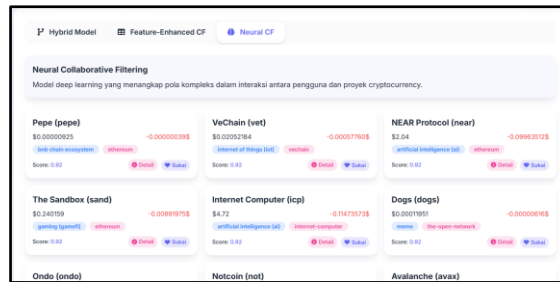 Hybrid Model Feature-Enhanced CF Neural CF
Neural Collaborative Filtering
Model deep learning yang menangkap pola kompleks dalam interaksi antara pengguna dan proyek cryptocurrency.
Pepe (pepe) VeChain (vet) NEAR Protocol (near)
$0.00000925 -0.00000039$ $0.02052184 -0.00057760$ $2.04 -0.09963512$
bnb chain ecosystem ethereum internet of things (iot) vechain artificial intelligence (ai) ethereum
Score: 0.92 Detail Sukai Score: 0.92 Detail Sukai Score: 0.92 Detail Sukai
The Sandbox (sand) Internet Computer (icp) Dogs (dogs)
$0.240159 -0.00891975$ $4.72 -0.11473573$ $0.00011951 -0.00000616$
gaming (gamefi) ethereum artificial intelligence (ai) internet-computer meme the-open-network
Score: 0.92 Detail Sukai Score: 0.92 Detail Sukai Score: 0.92 Detail Sukai
Ondo (ondo) Notcoin (not) Avalanche (avax)